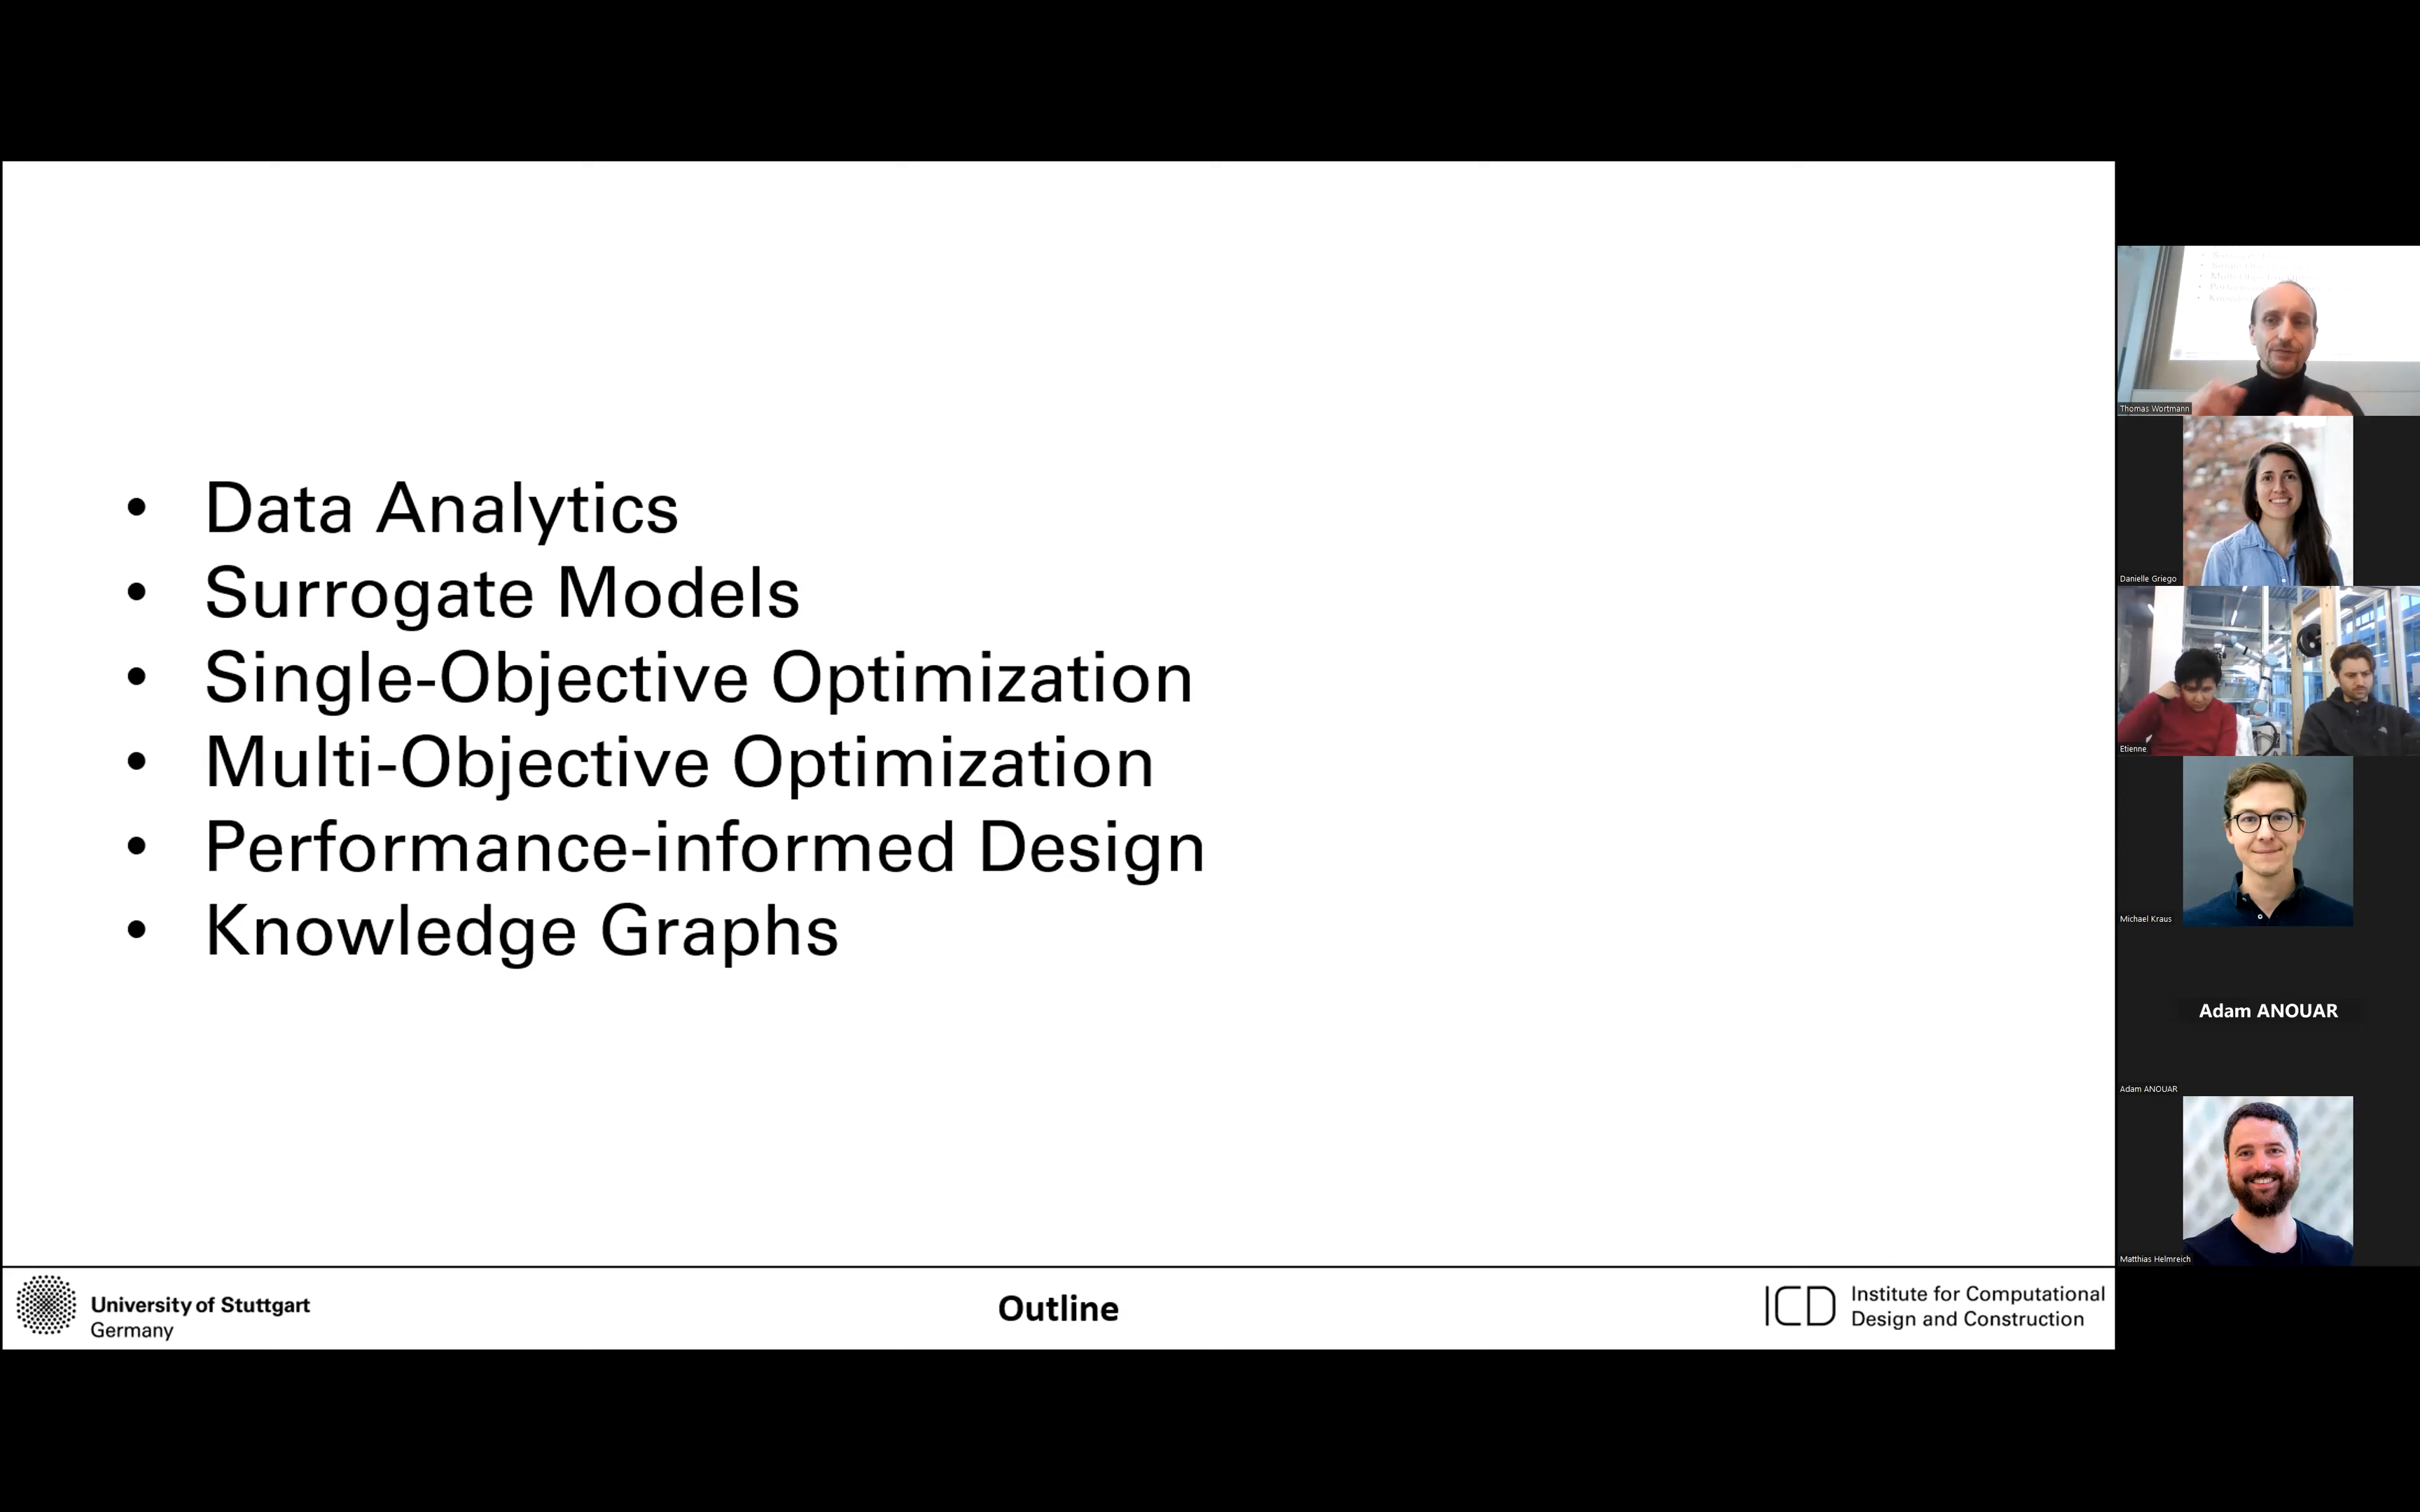 • Data Analytics
• Surrogate Models
• Single-Objective Optimization
• Multi-Objective Optimization
• Performance-informed Design
• Knowledge Graphs
University of Stuttgart
Germany
Outline
ICD
Institute for Computational
Design and Construction
Thomas Wortmann
Danielle Griego
Etienne
Michael Kraus
Adam ANOUAR
Adam ANOUAR
Matthias Helmreich